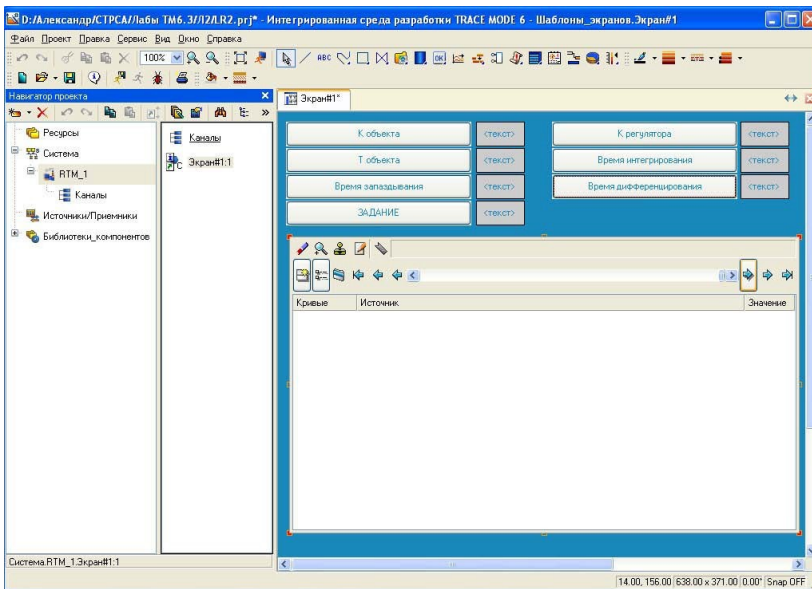 D:/Александр/СТРСА/Лабы ТМ6.3/Л2/LR2.prj* - Интегрированная среда разработки TRACE MODE 6 - Шаблоны_экранов.Экран#1
Файл Проект Правка Сервис Вид Окно Справка
100%
ABC
OK
Навигатор проекта
Экран#1*
Ресурсы
Система
RTM_1
Каналы
Источники/Приемники
Библиотеки_компонентов
Каналы
Экран#1:1
К объекта <текст> К регулятора <текст>
Т объекта <текст> Время интегрирования <текст>
Время запаздывания <текст> Время дифференцирования <текст>
ЗАДАНИЕ <текст>
Кривые Источник Значение
Система.RTM_1.Экран#1:1
14.00, 156.00 638.00 x 371.00 0.00° Snap OFF